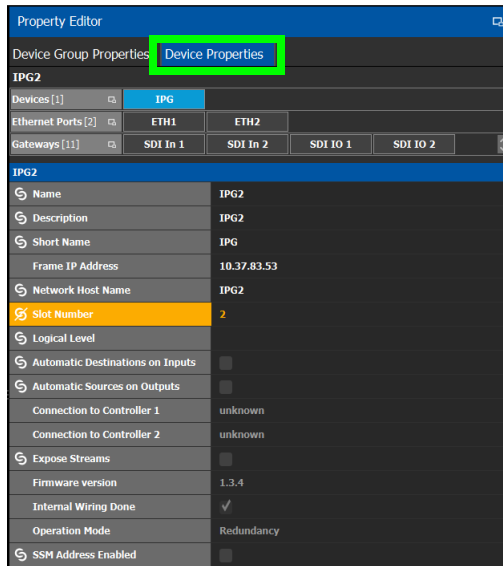 Property Editor
Device Group Properties Device Properties
IPG2
Devices [1] IPG
Ethernet Ports [2] ETH1 ETH2
Gateways [11] SDI In 1 SDI In 2 SDI IO 1 SDI IO 2
IPG2
Name IPG2
Description IPG2
Short Name IPG
Frame IP Address 10.37.83.53
Network Host Name IPG2
Slot Number 2
Logical Level
Automatic Destinations on Inputs
Automatic Sources on Outputs
Connection to Controller 1 unknown
Connection to Controller 2 unknown
Expose Streams
Firmware version 1.3.4
Internal Wiring Done
Operation Mode Redundancy
SSM Address Enabled